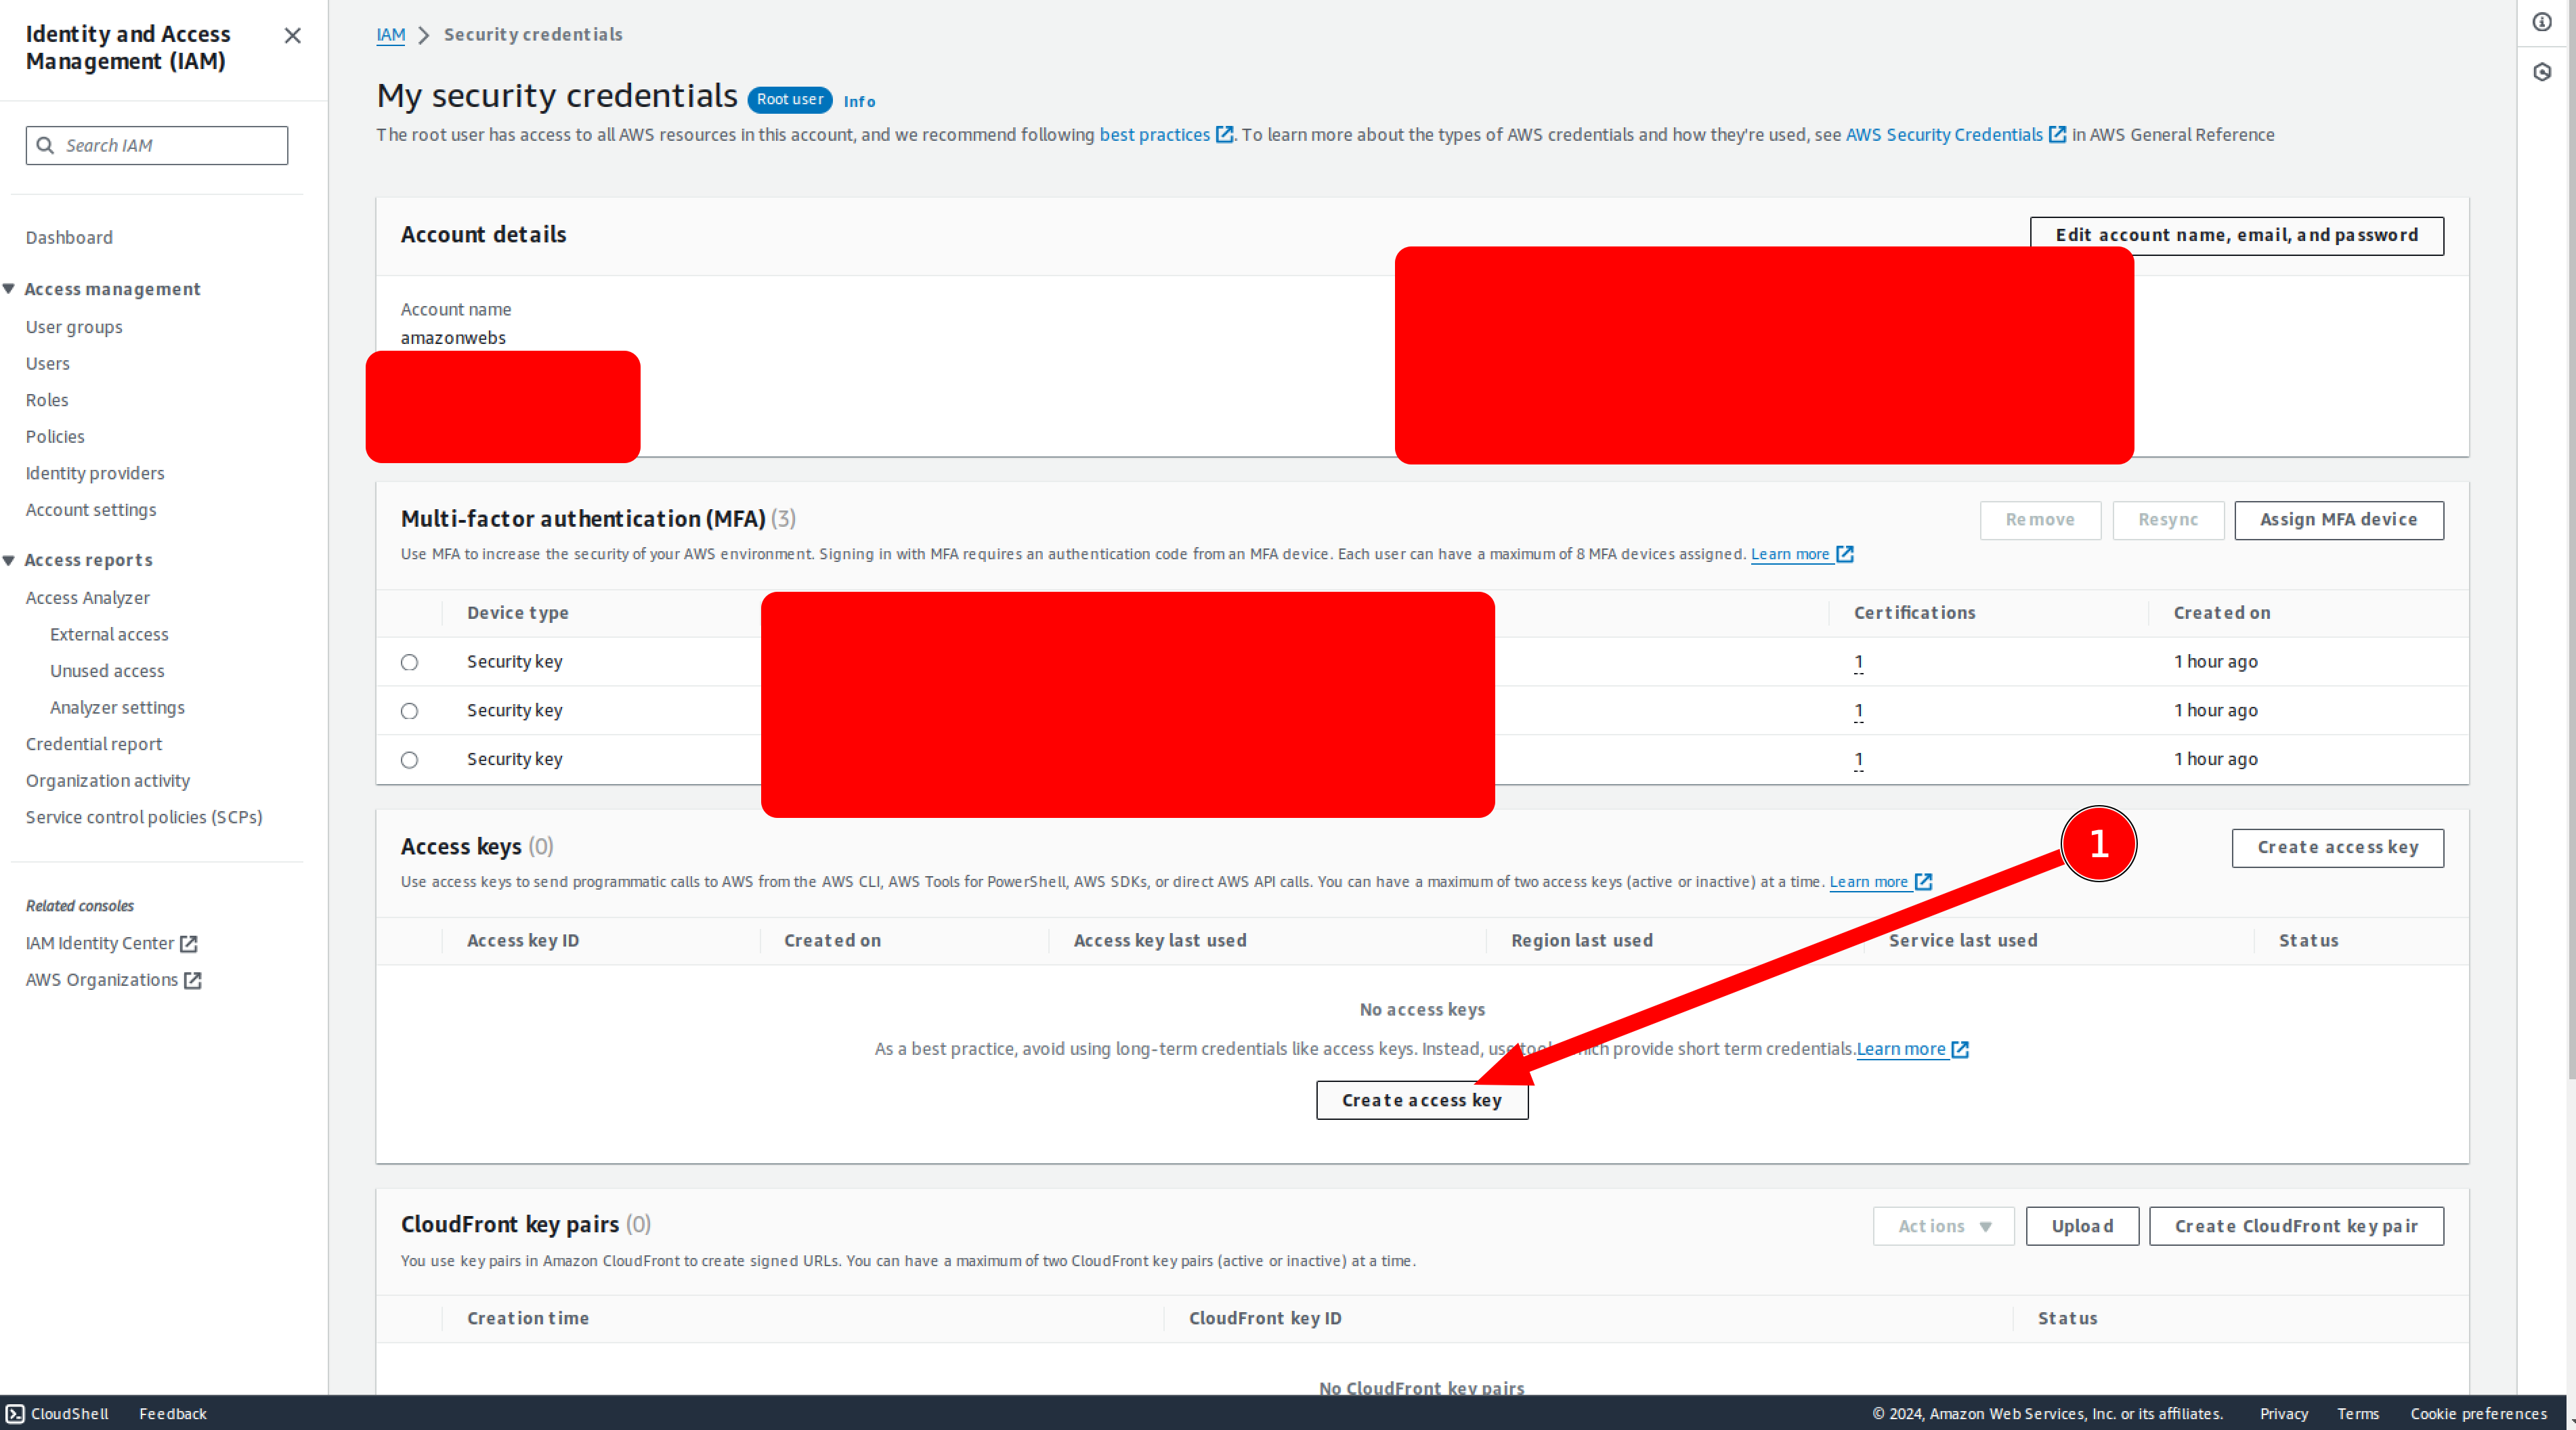 Identity and Access
Management (IAM)
Search IAM
Dashboard
Access management
User groups
Users
Roles
Policies
Identity providers
Account settings
Access reports
Access Analyzer
External access
Unused access
Analyzer settings
Credential report
Organization activity
Service control policies (SCPs)
Related consoles
IAM Identity Center
AWS Organizations
IAM > Security credentials
My security credentials Root user Info
The root user has access to all AWS resources in this account, and we recommend following best practices. To learn more about the types of AWS credentials and how they're used, see AWS Security Credentials in AWS General Reference
Account details
Edit account name, email, and password
Account name
amazonwebs
Multi-factor authentication (MFA) (3)
Remove Resync Assign MFA device
Use MFA to increase the security of your AWS environment. Signing in with MFA requires an authentication code from an MFA device. Each user can have a maximum of 8 MFA devices assigned. Learn more
Device type Certifications Created on
Security key 1 1 hour ago
Security key 1 1 hour ago
Security key 1 1 hour ago
Access keys (0)
1
Create access key
Use access keys to send programmatic calls to AWS from the AWS CLI, AWS Tools for PowerShell, AWS SDKs, or direct AWS API calls. You can have a maximum of two access keys (active or inactive) at a time. Learn more
Access key ID Created on Access key last used Region last used Service last used Status
No access keys
As a best practice, avoid using long-term credentials like access keys. Instead, use provide short term credentials. Learn more
Create access key
CloudFront key pairs (0)
Actions Upload Create CloudFront key pair
You use key pairs in Amazon CloudFront to create signed URLs. You can have a maximum of two CloudFront key pairs (active or inactive) at a time.
Creation time CloudFront key ID Status
No CloudFront key pairs
CloudShell Feedback
© 2024, Amazon Web Services, Inc. or its affiliates. Privacy Terms Cookie preferences